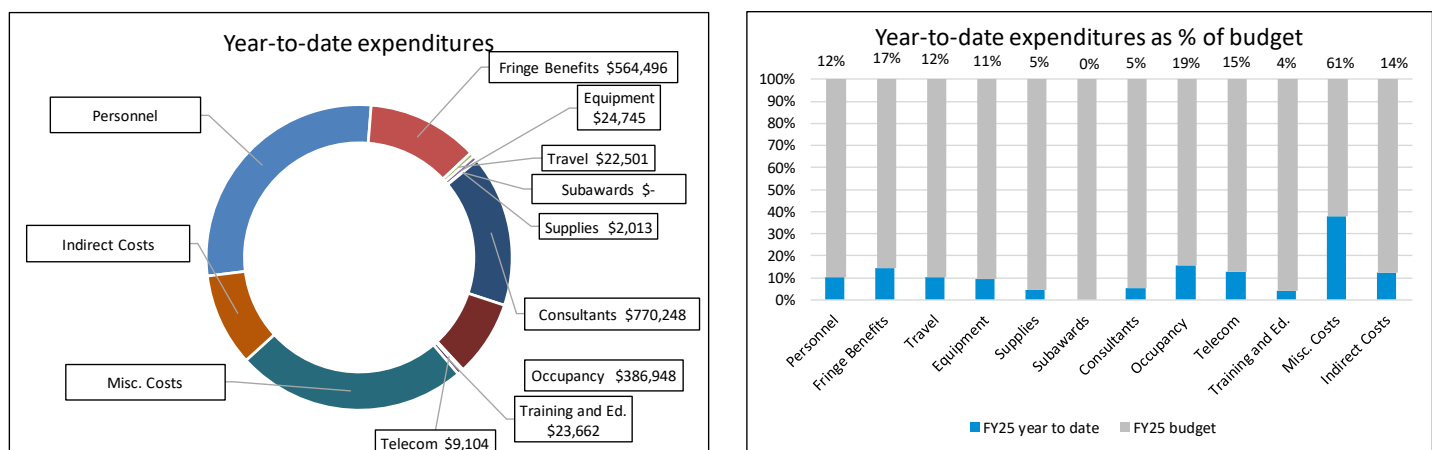 Year-to-date expenditures
Fringe Benefits $564,496
Equipment
$24,745
Personnel
Travel $22,501
Subawards $-
Supplies $2,013
Indirect Costs
Consultants $770,248
Misc. Costs
Occupancy $386,948
Training and Ed.
$23,662
Telecom $9,104
Year-to-date expenditures as % of budget
12% 17% 12% 11% 5% 0% 5% 19% 15% 4% 61% 14%
100%
90%
80%
70%
60%
50%
40%
30%
20%
10%
0%
Personnel
Fringe Benefits
Travel
Equipment
Supplies
Subawards
Consultants
Occupancy
Telecom
Training and Ed.
Misc. Costs
Indirect Costs
FY25 year to date FY25 budget